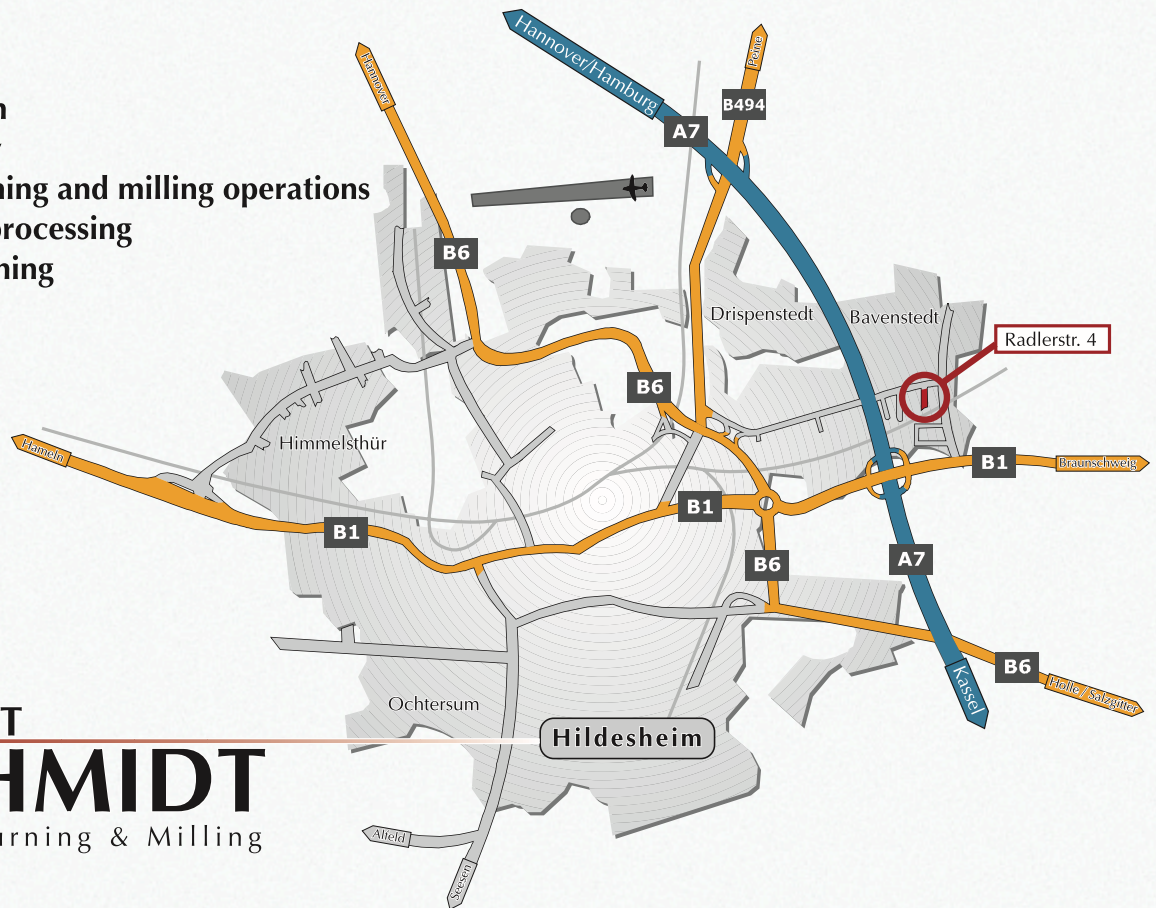 Hannover/Hamburg
Peine
Hannover
B494
A7
ning and milling operations
processing
ning
B6
Drispenstedt
Bavenstedt
Radlerstr. 4
B6
Himmelsthür
Hameln
B1
Braunschweig
B1
B1
B6
A7
B6
Holle / Salzgitter
Kassel
Ochtersum
T
Hildesheim
HMIDT
urning & Milling
Alfeld
Seesen